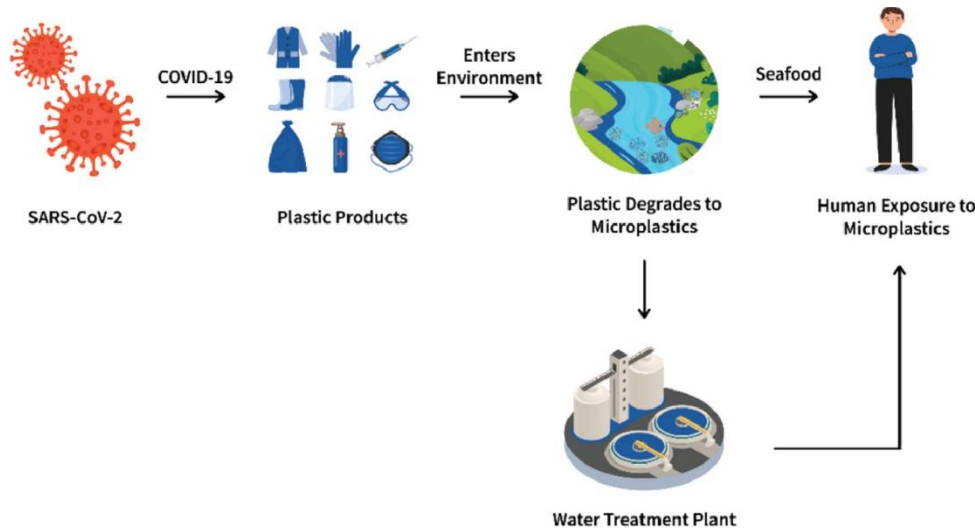 COVID-19
Enters
Environment
Seafood
SARS-CoV-2
Plastic Products
Plastic Degrades to
Microplastics
Human Exposure to
Microplastics
Water Treatment Plant